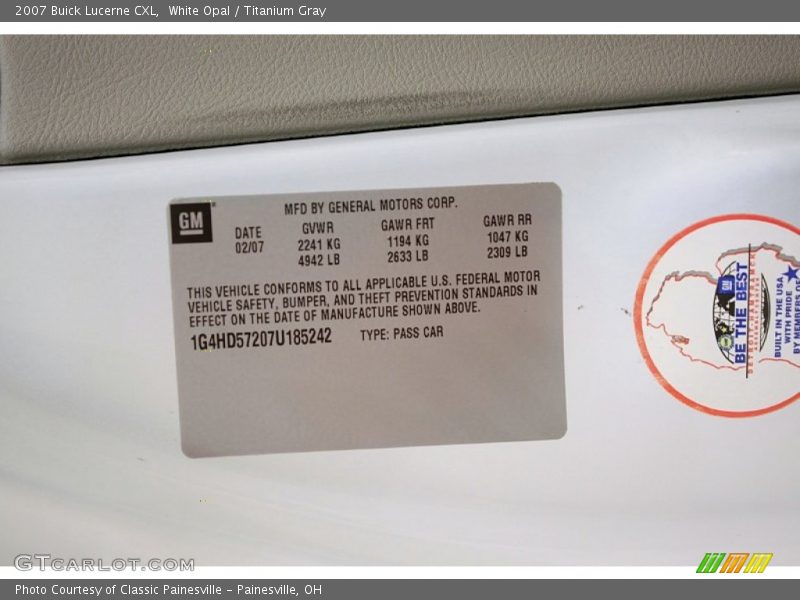 2007 Buick Lucerne CXL,  White Opal / Titanium Gray
GM
MFD BY GENERAL MOTORS CORP.
DATE GVWR GAWR FRT GAWR RR
02/07 2241 KG 1194 KG 1047 KG
4942 LB 2633 LB 2309 LB
THIS VEHICLE CONFORMS TO ALL APPLICABLE U.S. FEDERAL MOTOR
VEHICLE SAFETY, BUMPER, AND THEFT PREVENTION STANDARDS IN
EFFECT ON THE DATE OF MANUFACTURE SHOWN ABOVE.
1G4HD57207U185242 TYPE: PASS CAR
GM
BE THE BEST
BUILT IN THE USA
WITH PRIDE
BY MEMBERS OF
GTCARLOT.COM
Photo Courtesy of Classic Painesville - Painesville, OH